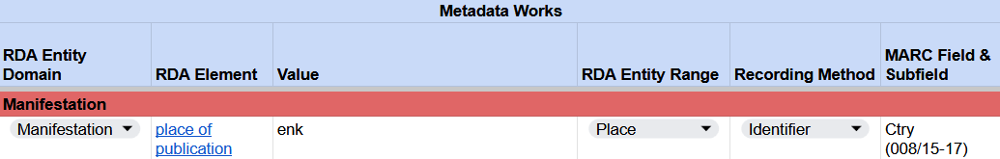 Metadata Works
RDA Entity Domain RDA Element Value RDA Entity Range Recording Method MARC Field & Subfield
Manifestation
Manifestation place of publication enk Place Identifier Ctry (008/15-17)